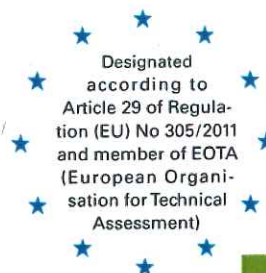 Designated
according to
Article 29 of Regula-
tion (EU) No 305/2011
and member of EOTA
(European Organi-
sation for Technical
Assessment)